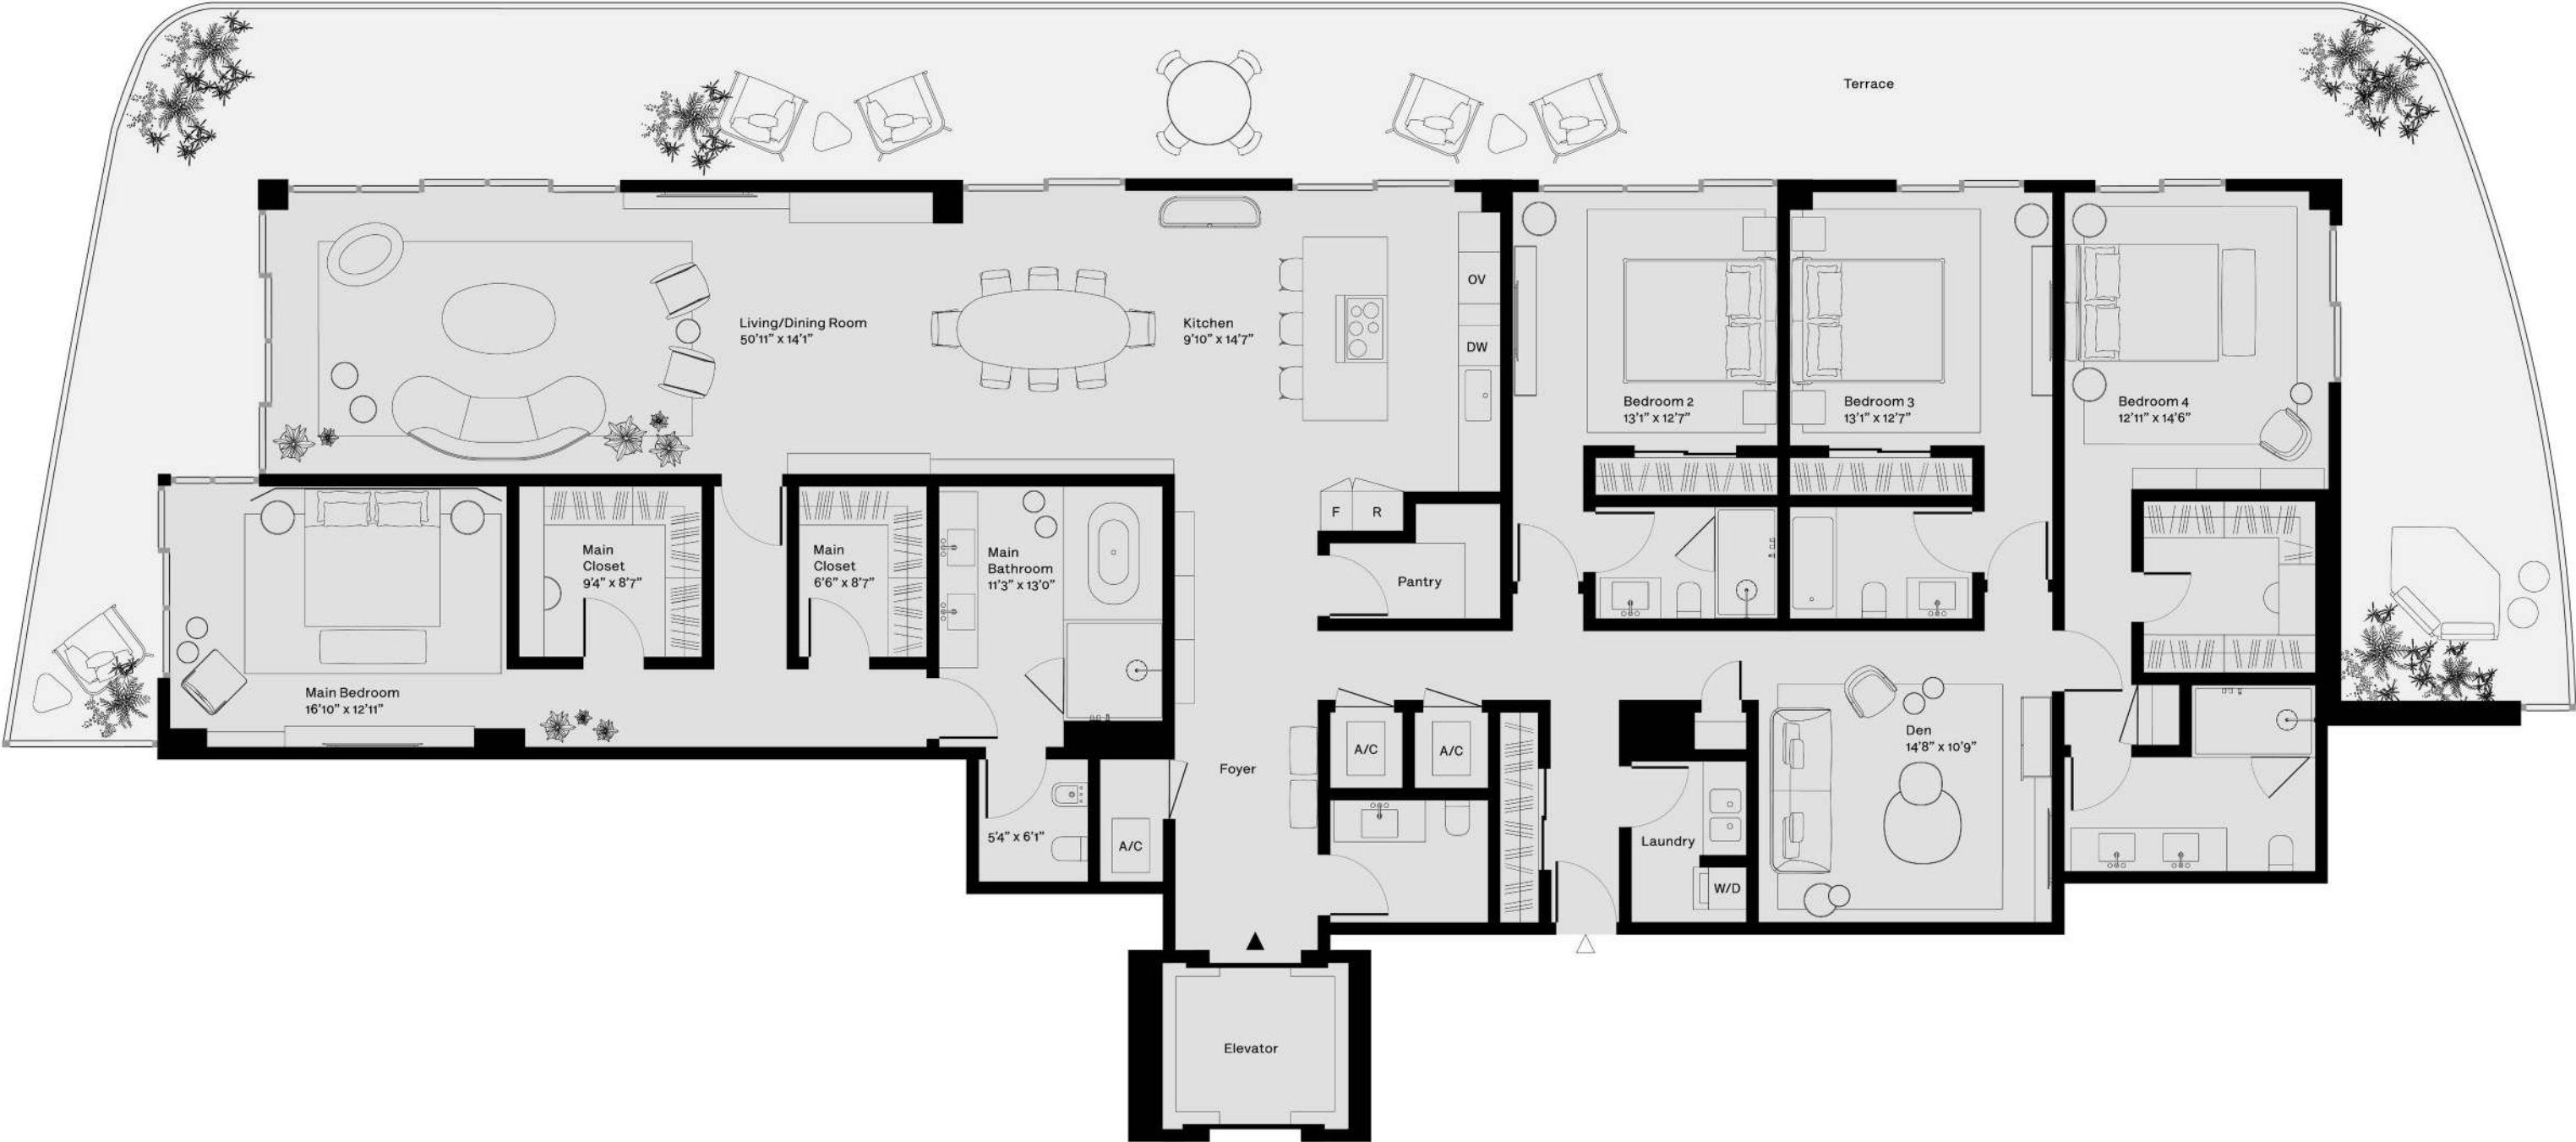 Terrace
Living/Dining Room
50'11" x 14'1"
Kitchen
9'10" x 14'7"
OV
DW
Bedroom 2
13'1" x 12'7"
Bedroom 3
13'1" x 12'7"
Bedroom 4
12'11" x 14'6"
F
R
Main
Closet
9'4" x 8'7"
Main
Closet
6'6" x 8'7"
Main
Bathroom
11'3" x 13'0"
Pantry
Main Bedroom
16'10" x 12'11"
Foyer
A/C
A/C
Den
14'8" x 10'9"
5'4" x 6'1"
A/C
Laundry
W/D
Elevator